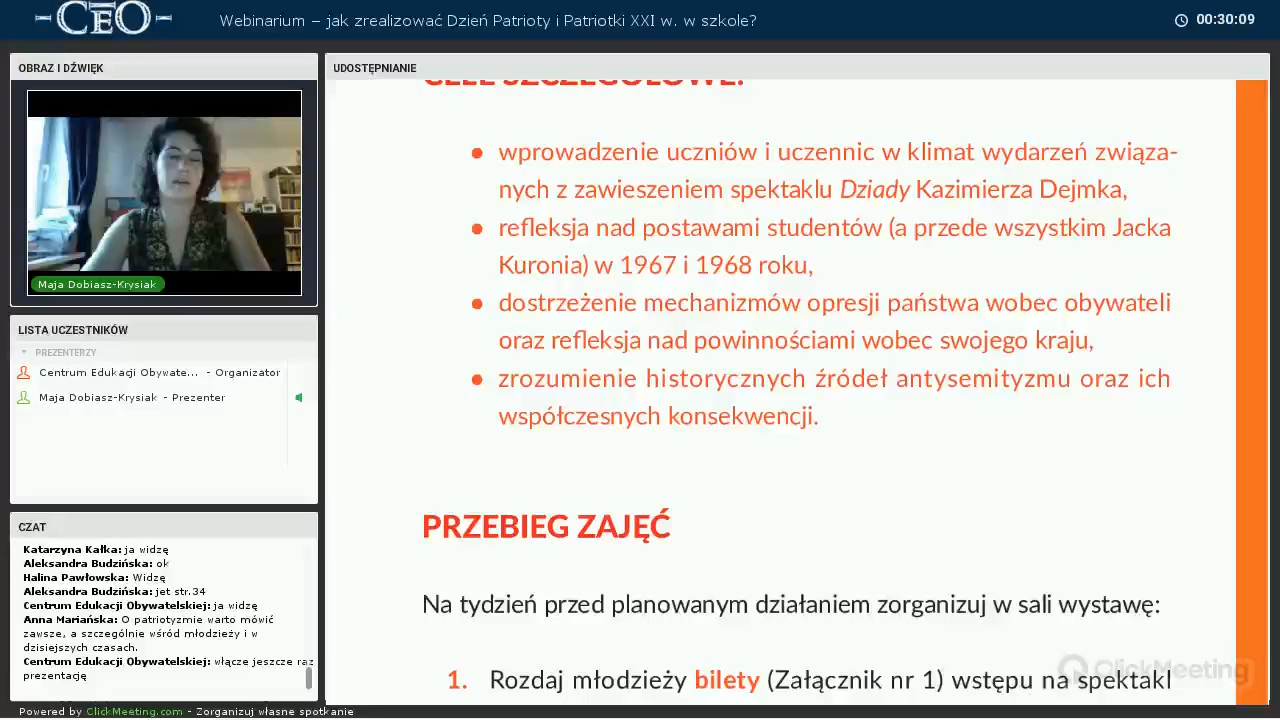 CEO
Webinarium – jak zrealizować Dzień Patrioty i Patriotki XXI w. w szkole?
00:30:09
OBRAZ I DŹWIĘK
Maja Dobiasz-Krysiak
LISTA UCZESTNIKÓW
PREZENTERZY
Centrum Edukacji Obywate... - Organizator
Maja Dobiasz-Krysiak - Prezenter
CZAT
Katarzyna Kałka: ja widzę
Aleksandra Budzińska: ok
Halina Pawłowska: Widzę
Aleksandra Budzińska: jet str.34
Centrum Edukacji Obywatelskiej: ja widzę
Anna Mariańska: O patriotyzmie warto mówić
zawsze, a szczególnie wśród młodzieży i w
dzisiejszych czasach.
Centrum Edukacji Obywatelskiej: włącze jeszcze raz
prezentację
UDOSTĘPNIANIE
CELE SZCZEGÓŁOWE:
● wprowadzenie uczniów i uczennic w klimat wydarzeń związa-
nych z zawieszeniem spektaklu Dziady Kazimierza Dejmka,
● refleksja nad postawami studentów (a przede wszystkim Jacka
Kuronia) w 1967 i 1968 roku,
● dostrzeżenie mechanizmów opresji państwa wobec obywateli
oraz refleksja nad powinnościami wobec swojego kraju,
● zrozumienie historycznych źródeł antysemityzmu oraz ich
współczesnych konsekwencji.
PRZEBIEG ZAJĘĆ
Na tydzień przed planowanym działaniem zorganizuj w sali wystawę:
1. Rozdaj młodzieży bilety (Załącznik nr 1) wstępu na spektakl
ClickMeeting
Powered by ClickMeeting.com - Zorganizuj własne spotkanie